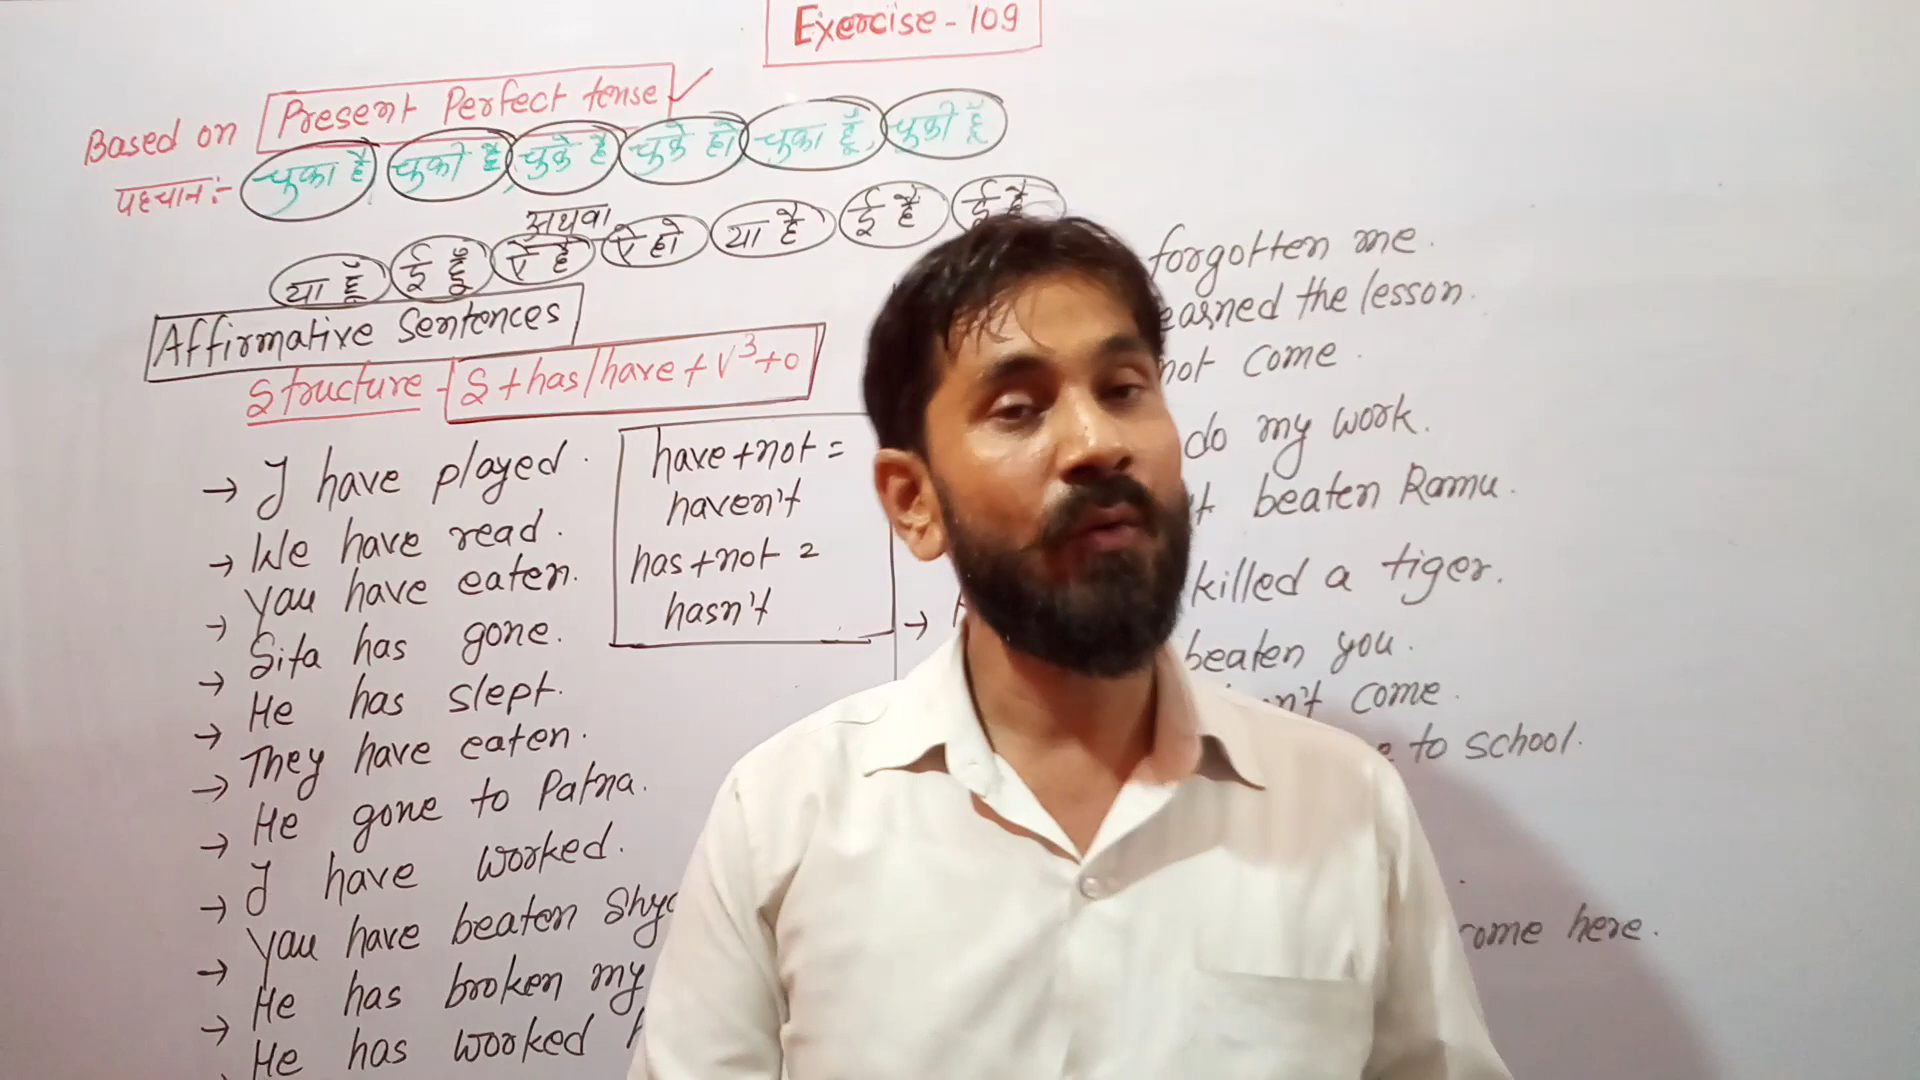 Exercise - 109
Based on Present Perfect tense ✓
पहचान :- चुका है, चुकी है, चुके हैं, चुके हो, चुका हूँ, चुकी हूँ
अथवा
या हूँ ई हूँ ऐ हैं ऐ हो या है ई है ई हैं
Affirmative Sentences
Structure - S + has/have + V³ + O
→ I have played.
→ We have read.
→ You have eaten.
→ Sita has gone.
→ He has slept.
→ They have eaten.
→ He gone to Patna.
→ I have worked.
→ You have beaten
→ He has broken my
He has worked
have + not =
haven't
has + not =
hasn't
forgotten me.
the lesson.
not come.
do my work.
beaten Ramu.
killed a tiger.
→
beaten you.
come.
to school.
come here.